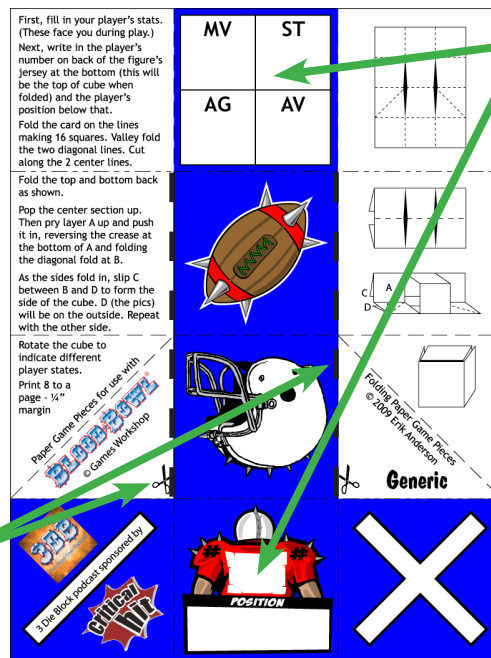 First, fill in your player's stats.
(These face you during play.)
Next, write in the player's
number on back of the figure's
jersey at the bottom (this will
be the top of cube when
folded) and the player's
position below that.
Fold the card on the lines
making 16 squares. Valley fold
the two diagonal lines. Cut
along the 2 center lines.
MV ST
AG AV
Fold the top and bottom back
as shown.
Pop the center section up.
Then pry layer A up and push
it in, reversing the crease at
the bottom of A and folding
the diagonal fold at B.
As the sides fold in, slip C
between B and D to form the
side of the cube. D (the pics)
will be on the outside. Repeat
with the other side.
C
A
D
Rotate the cube to
indicate different
player states.
Print 8 to a
page - ¼"
margin
Paper Game Pieces for use with
BLOOD BOWL
© Games Workshop
Folding Paper Game Pieces
© 2009 Erik Anderson
Generic
3DB
3 Die Block podcast sponsored by
critical hit
# #
POSITION